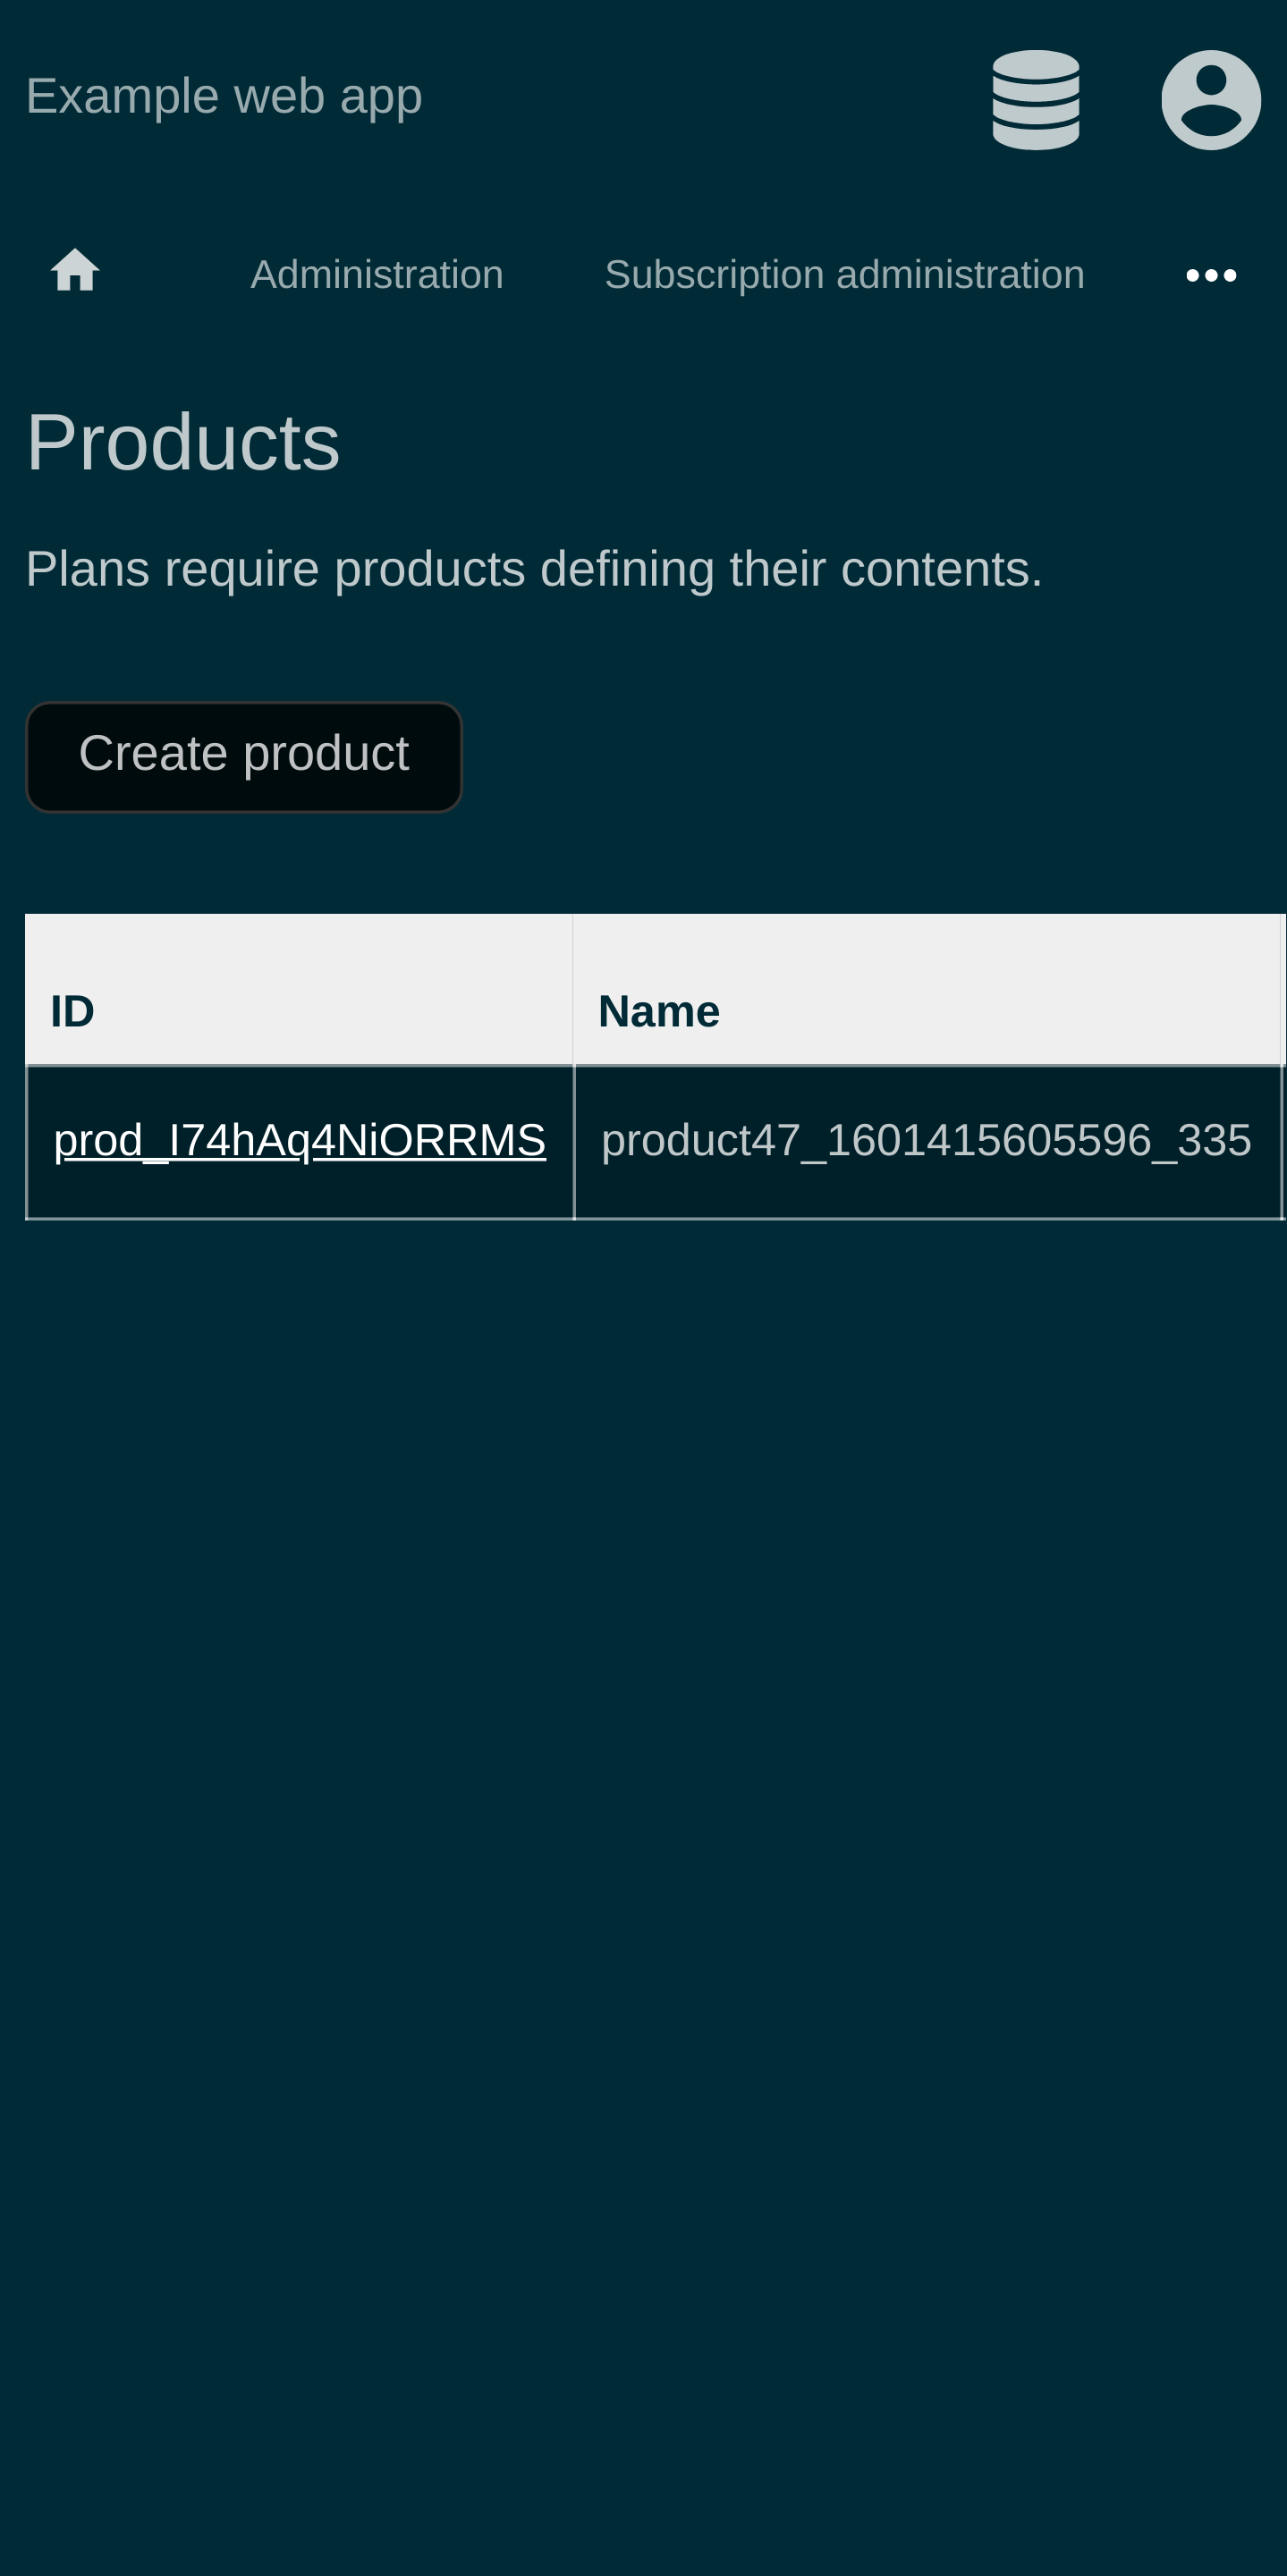 Example web app
Administration Subscription administration
Products
Plans require products defining their contents.
Create product
ID Name
prod_I74hAq4NiORRMS product47_1601415605596_335